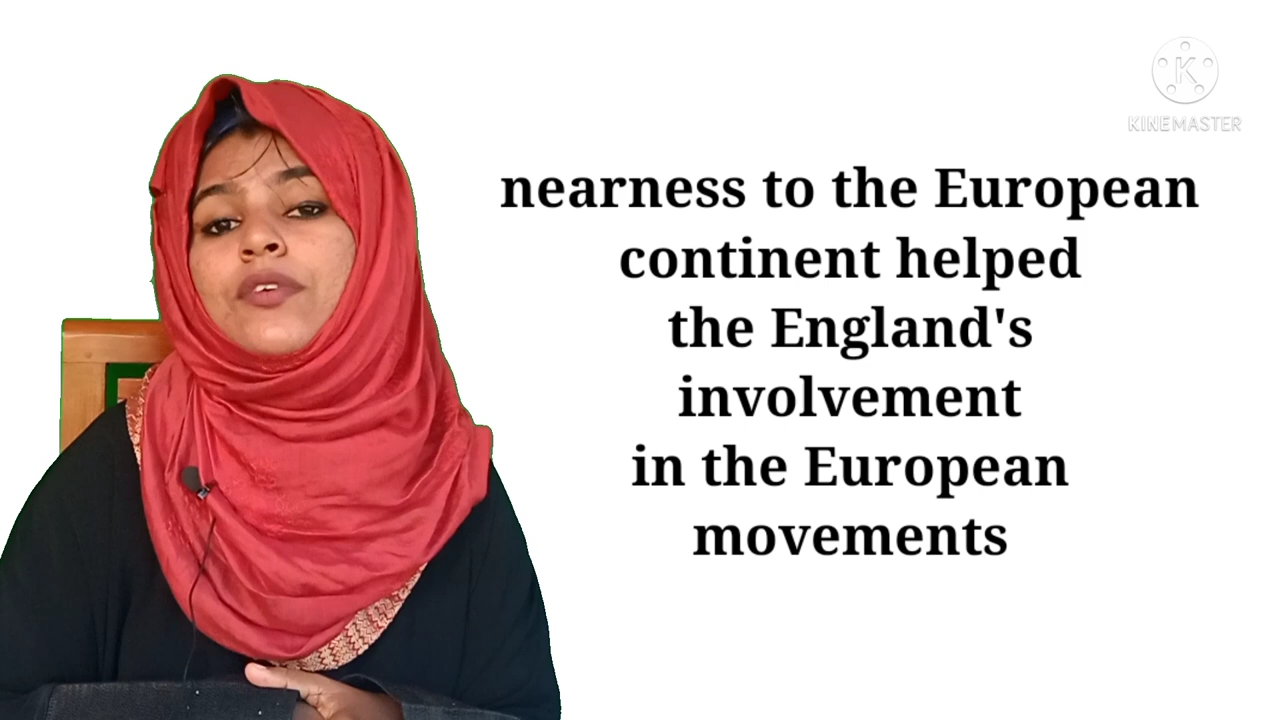 KINEMASTER
nearness to the European
continent helped
the England's
involvement
in the European
movements